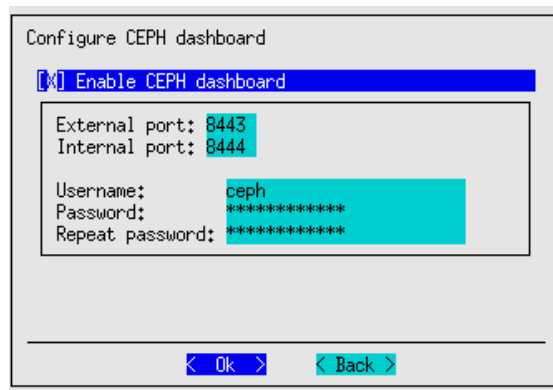 Configure CEPH dashboard
[X] Enable CEPH dashboard
External port: 8443
Internal port: 8444
Username: ceph
Password: ************
Repeat password: ************
< Ok > < Back >